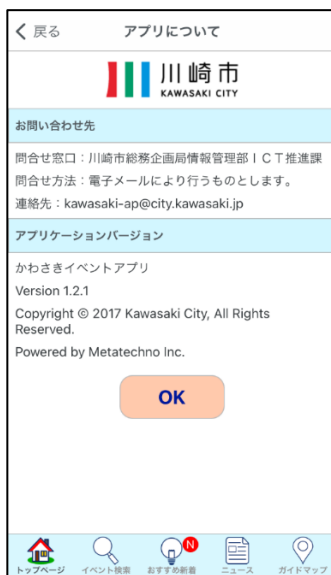 戻る アプリについて
川崎市
KAWASAKI CITY
お問い合わせ先
問合せ窓口：川崎市総務企画局情報管理部ＩＣＴ推進課
問合せ方法：電子メールにより行うものとします。
連絡先：kawasaki-ap@city.kawasaki.jp
アプリケーションバージョン
かわさきイベントアプリ
Version 1.2.1
Copyright © 2017 Kawasaki City, All Rights
Reserved.
Powered by Metatechno Inc.
OK
N
トップページ イベント検索 おすすめ新着 ニュース ガイドマップ